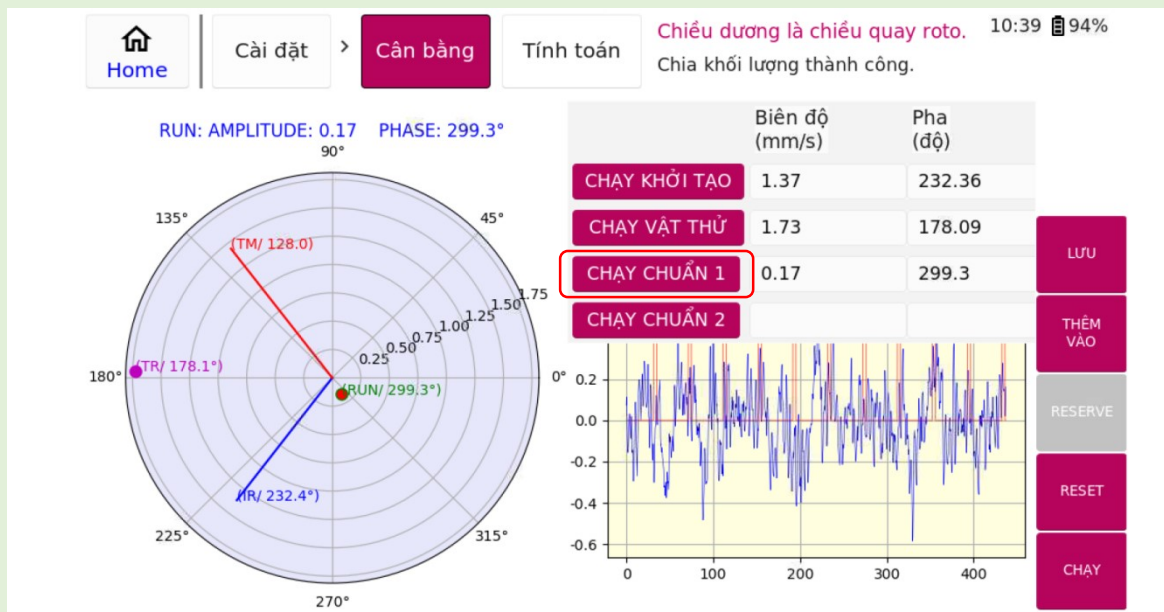 Home
Cài đặt
>
Cân bằng
Tính toán
Chiều dương là chiều quay roto.
Chia khối lượng thành công.
10:39 94%
RUN: AMPLITUDE: 0.17 PHASE: 299.3°
90°
135°
45°
(TM/ 128.0)
1.75
1.50
1.25
1.00
0.75
0.50
0.25
(TR/ 178.1°)
180°
0°
(RUN/ 299.3°)
(IR/ 232.4°)
225°
315°
270°
Biên độ
(mm/s)
Pha
(độ)
CHẠY KHỞI TẠO 1.37 232.36
CHẠY VẬT THỬ 1.73 178.09
CHẠY CHUẨN 1 0.17 299.3
CHẠY CHUẨN 2
0.2
0.0
-0.2
-0.4
-0.6
0 100 200 300 400
LƯU
THÊM
VÀO
RESERVE
RESET
CHẠY